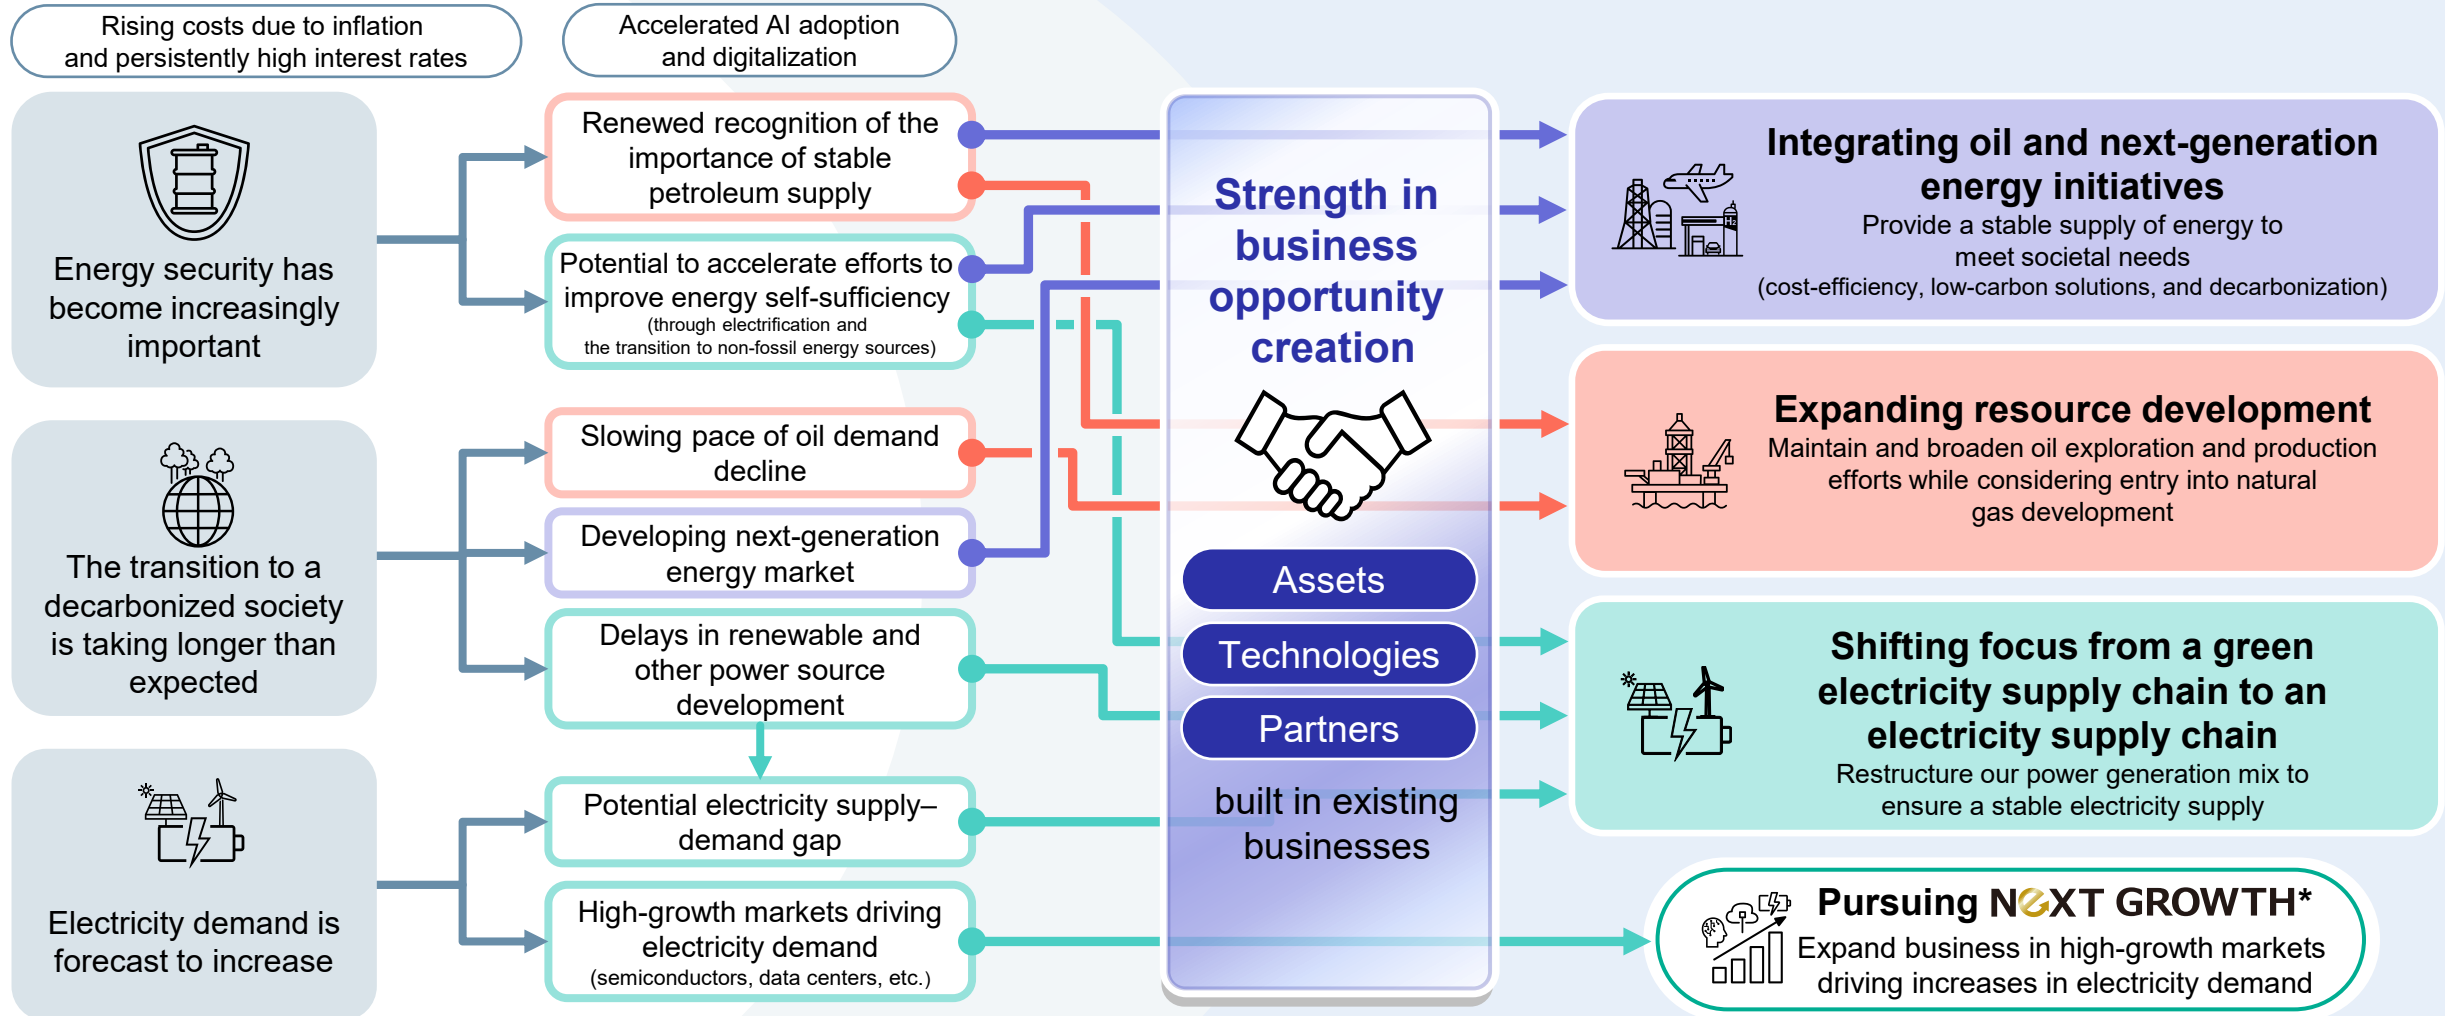 Rising costs due to inflation
and persistently high interest rates
Accelerated AI adoption
and digitalization
Energy security has
become increasingly
important
Renewed recognition of the
importance of stable
petroleum supply
Potential to accelerate efforts to
improve energy self-sufficiency
(through electrification and
the transition to non-fossil energy sources)
The transition to a
decarbonized society
is taking longer than
expected
Slowing pace of oil demand
decline
Developing next-generation
energy market
Delays in renewable and
other power source
development
Electricity demand is
forecast to increase
Potential electricity supply–
demand gap
High-growth markets driving
electricity demand
(semiconductors, data centers, etc.)
Strength in
business
opportunity
creation
Assets
Technologies
Partners
built in existing
businesses
Integrating oil and next-generation
energy initiatives
Provide a stable supply of energy to
meet societal needs
(cost-efficiency, low-carbon solutions, and decarbonization)
Expanding resource development
Maintain and broaden oil exploration and production
efforts while considering entry into natural
gas development
Shifting focus from a green
electricity supply chain to an
electricity supply chain
Restructure our power generation mix to
ensure a stable electricity supply
Pursuing NeXT GROWTH*
Expand business in high-growth markets
driving increases in electricity demand